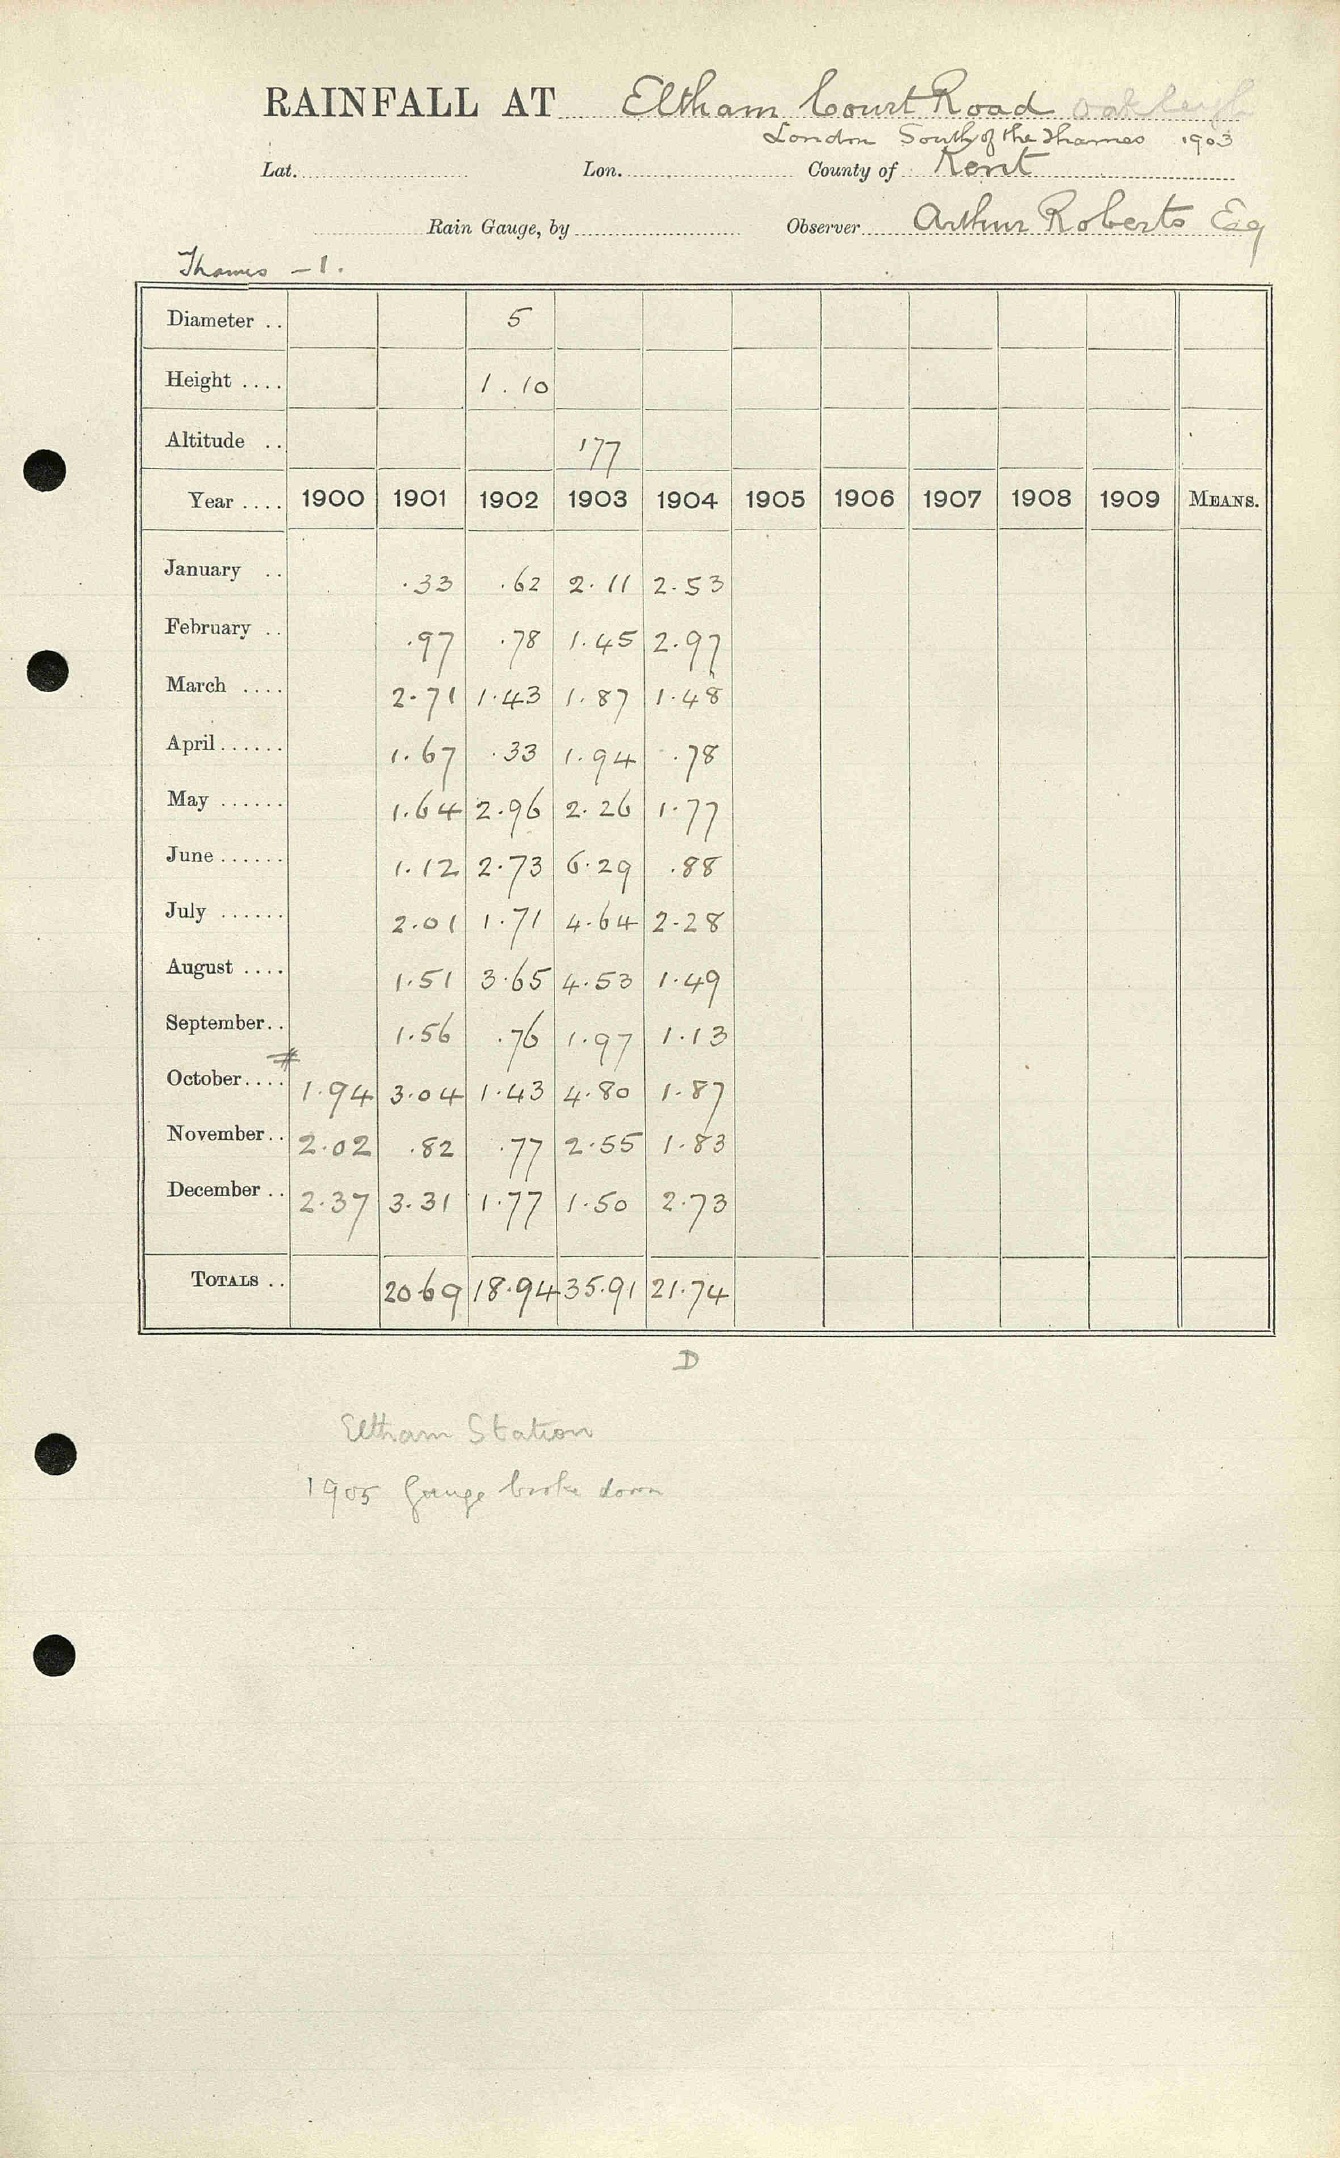 RAINFALL AT Eltham Court Road Oakleigh
London South of the Thames 1903
Lat. Lon. County of Kent
Rain Gauge, by Observer Arthur Roberts Esq
Thames - 1.
Diameter .. 5
Height .... 1.10
Altitude .. 177
Year .... 1900 1901 1902 1903 1904 1905 1906 1907 1908 1909 MEANS.
January .. .33 .62 2.11 2.53
February .. .97 .78 1.45 2.97
March .... 2.71 1.43 1.87 1.48
April ...... 1.67 .33 1.94 .78
May ...... 1.64 2.96 2.26 1.77
June ...... 1.12 2.73 6.29 .88
July ...... 2.01 1.71 4.64 2.28
August .... 1.51 3.65 4.53 1.49
September .. 1.56 .76 1.97 1.13
October .... 1.94 3.04 1.43 4.80 1.87
November .. 2.02 .82 .77 2.55 1.83
December .. 2.37 3.31 1.77 1.50 2.73
TOTALS .. 20.69 18.94 35.91 21.74
D
Eltham Station
1905 Gauge broke down